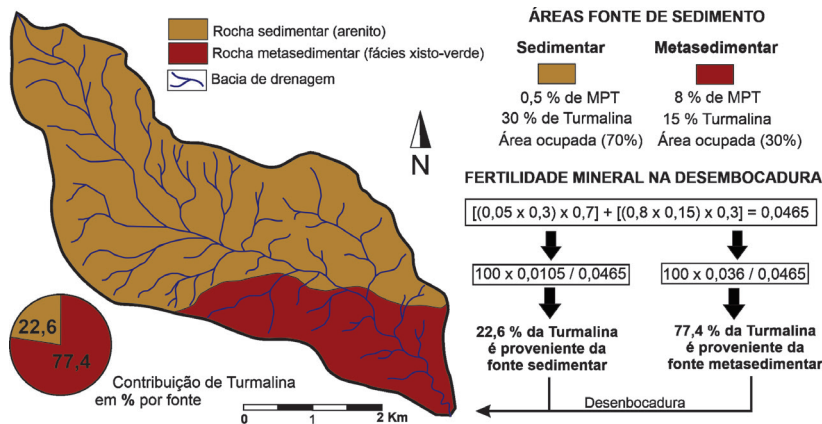 Rocha sedimentar (arenito)
Rocha metasedimentar (fácies xisto-verde)
Bacia de drenagem
N
22,6
77,4
Contribuição de Turmalina
em % por fonte
0 1 2 Km
ÁREAS FONTE DE SEDIMENTO
Sedimentar
0,5 % de MPT
30 % de Turmalina
Área ocupada (70%)
Metasedimentar
8 % de MPT
15 % Turmalina
Área ocupada (30%)
FERTILIDADE MINERAL NA DESEMBOCADURA
[(0,05 x 0,3) x 0,7] + [(0,8 x 0,15) x 0,3] = 0,0465
100 x 0,0105 / 0,0465
100 x 0,036 / 0,0465
22,6 % da Turmalina
é proveniente da
fonte sedimentar
77,4 % da Turmalina
é proveniente da
fonte metasedimentar
Desenbocadura